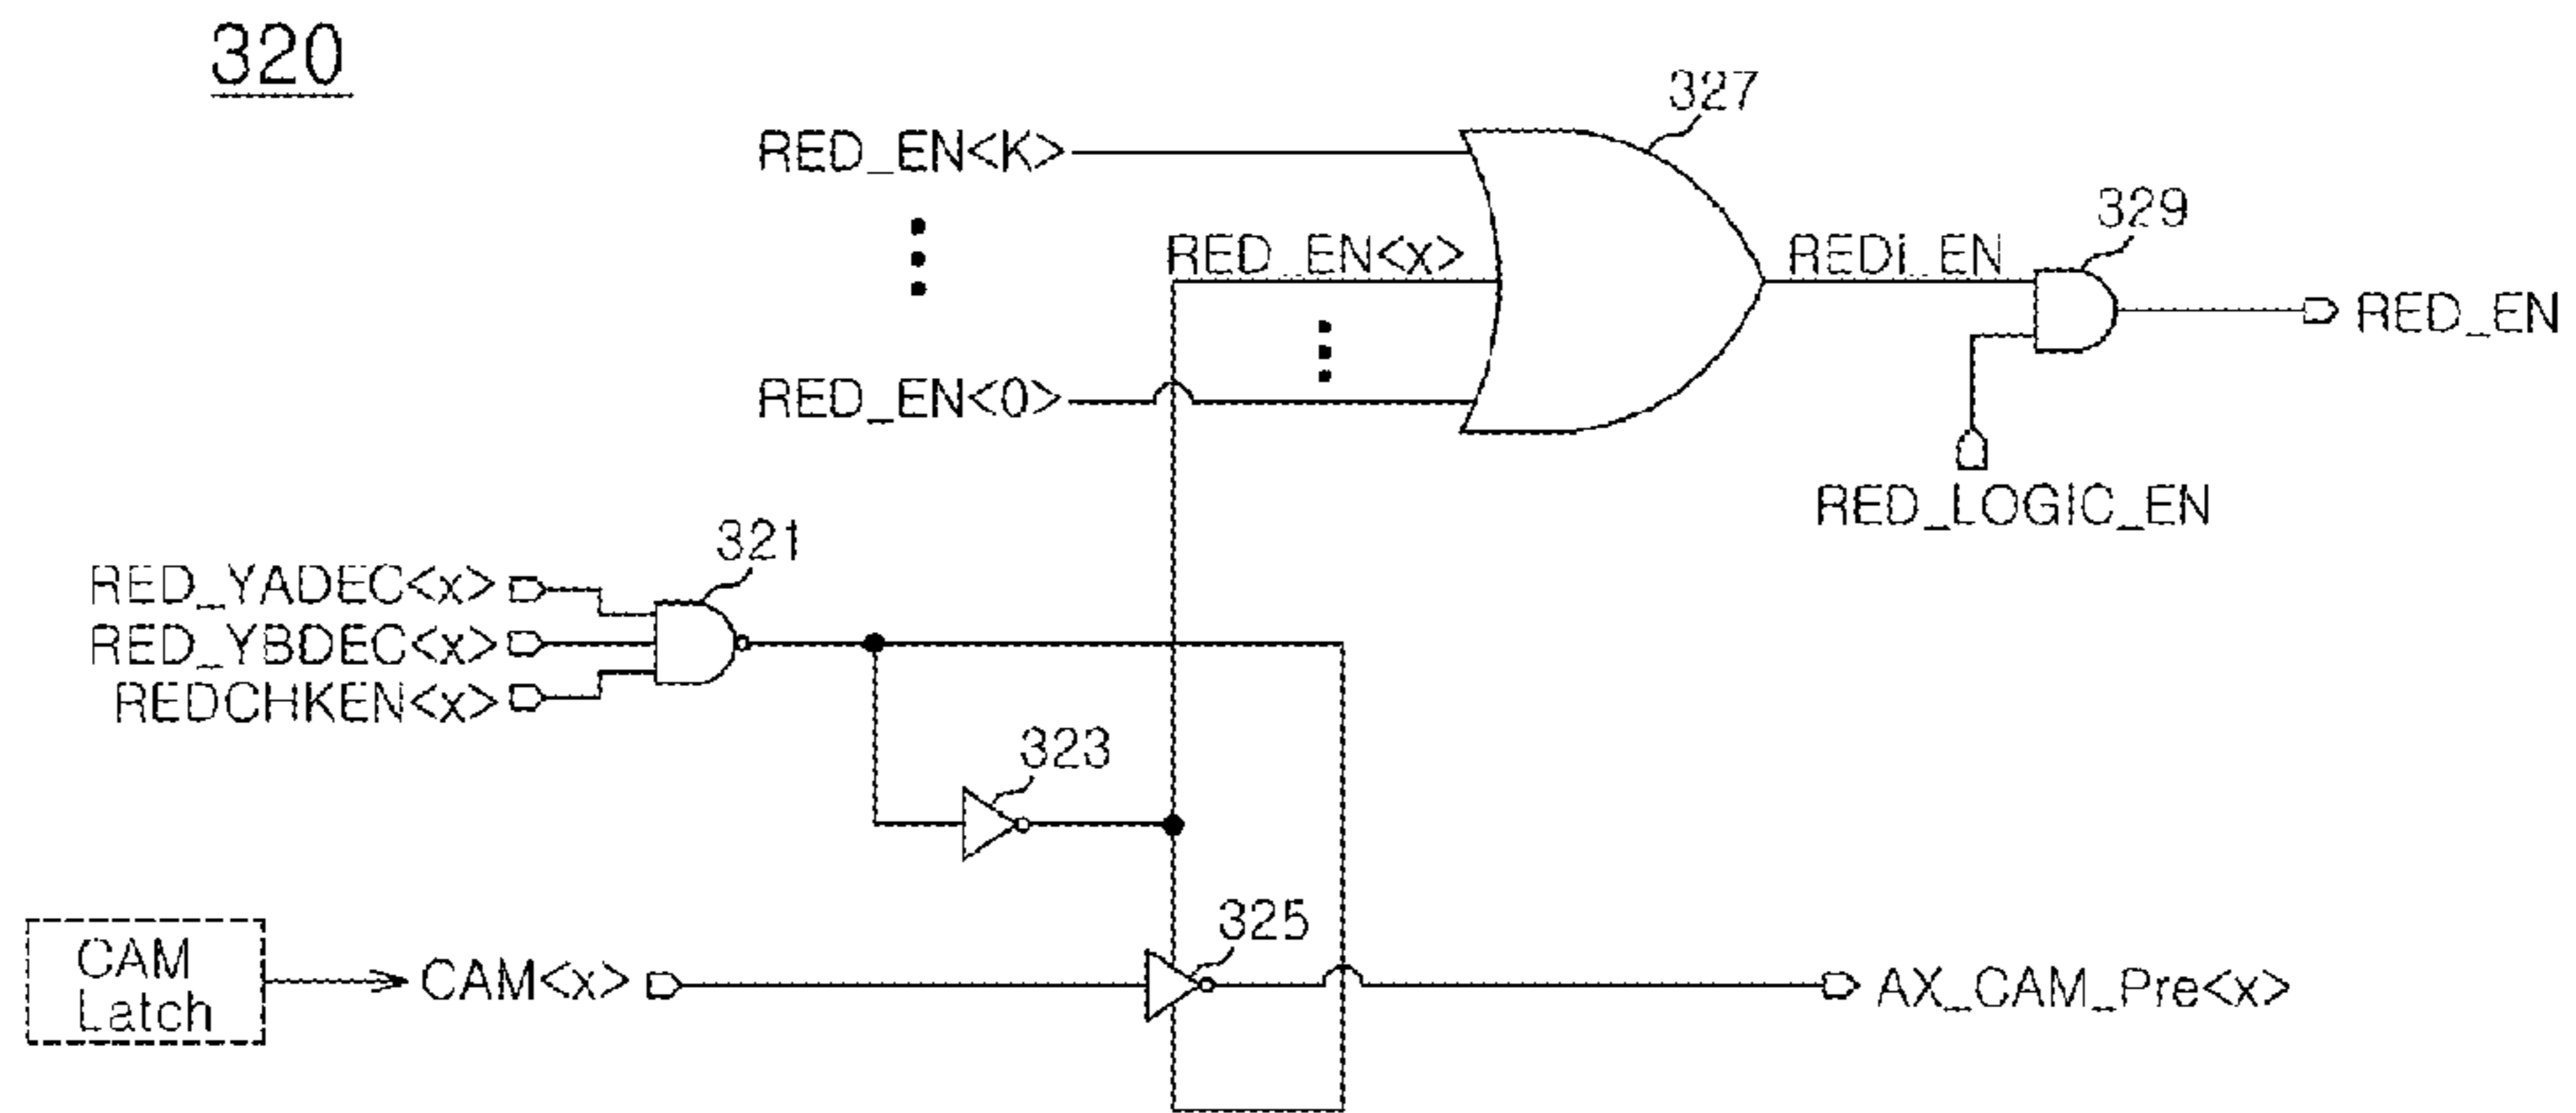 320
327
RED_EN<K>
329
RED_EN<x>
REDi_EN
RED_EN
RED_EN<0>
RED_LOGIC_EN
321
RED_YADEC<x>
RED_YBDEC<x>
REDCHKEN<x>
323
325
CAM
Latch
CAM<x>
AX_CAM_Pre<x>